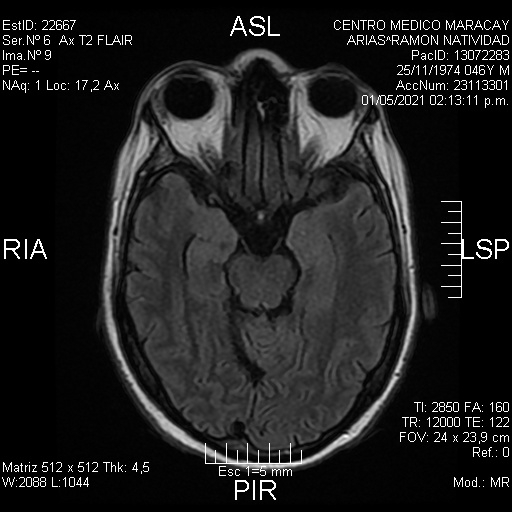 EstID: 22667
Ser.Nº 6 Ax T2 FLAIR
Ima.Nº 9
PE= --
NAq: 1 Loc: 17,2 Ax
ASL
CENTRO MEDICO MARACAY
ARIAS^RAMON NATIVIDAD
PacID: 13072283
25/11/1974 046Y M
AccNum: 23113301
01/05/2021 02:13:11 p.m.
RIA
LSP
TI: 2850 FA: 160
TR: 12000 TE: 122
FOV: 24 x 23,9 cm
Ref.: 0
Matriz 512 x 512 Thk: 4,5
W:2088 L:1044
Esc 1=5 mm
PIR
Mod.: MR